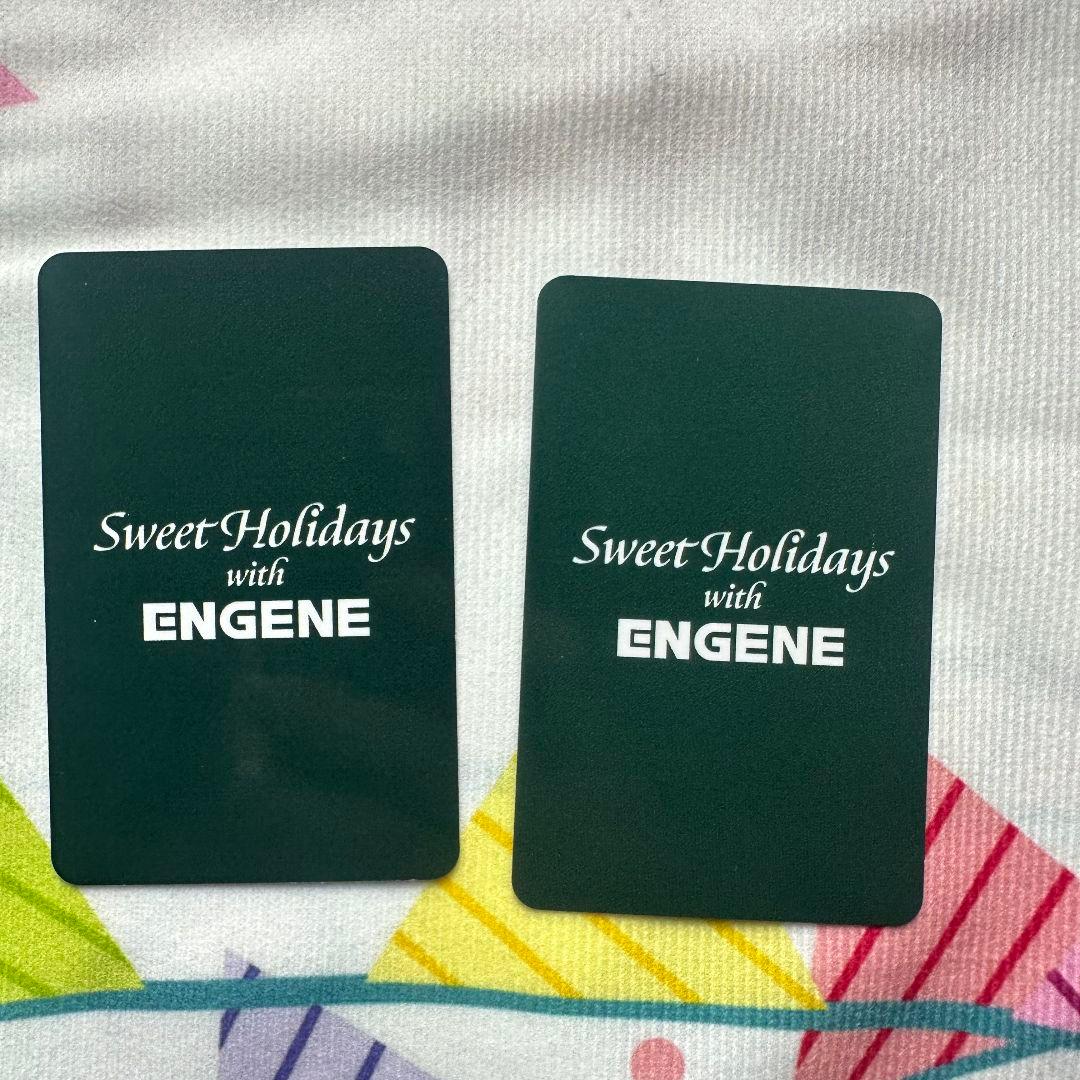 Sweet Holidays
with
ENGENE
Sweet Holidays
with
ENGENE